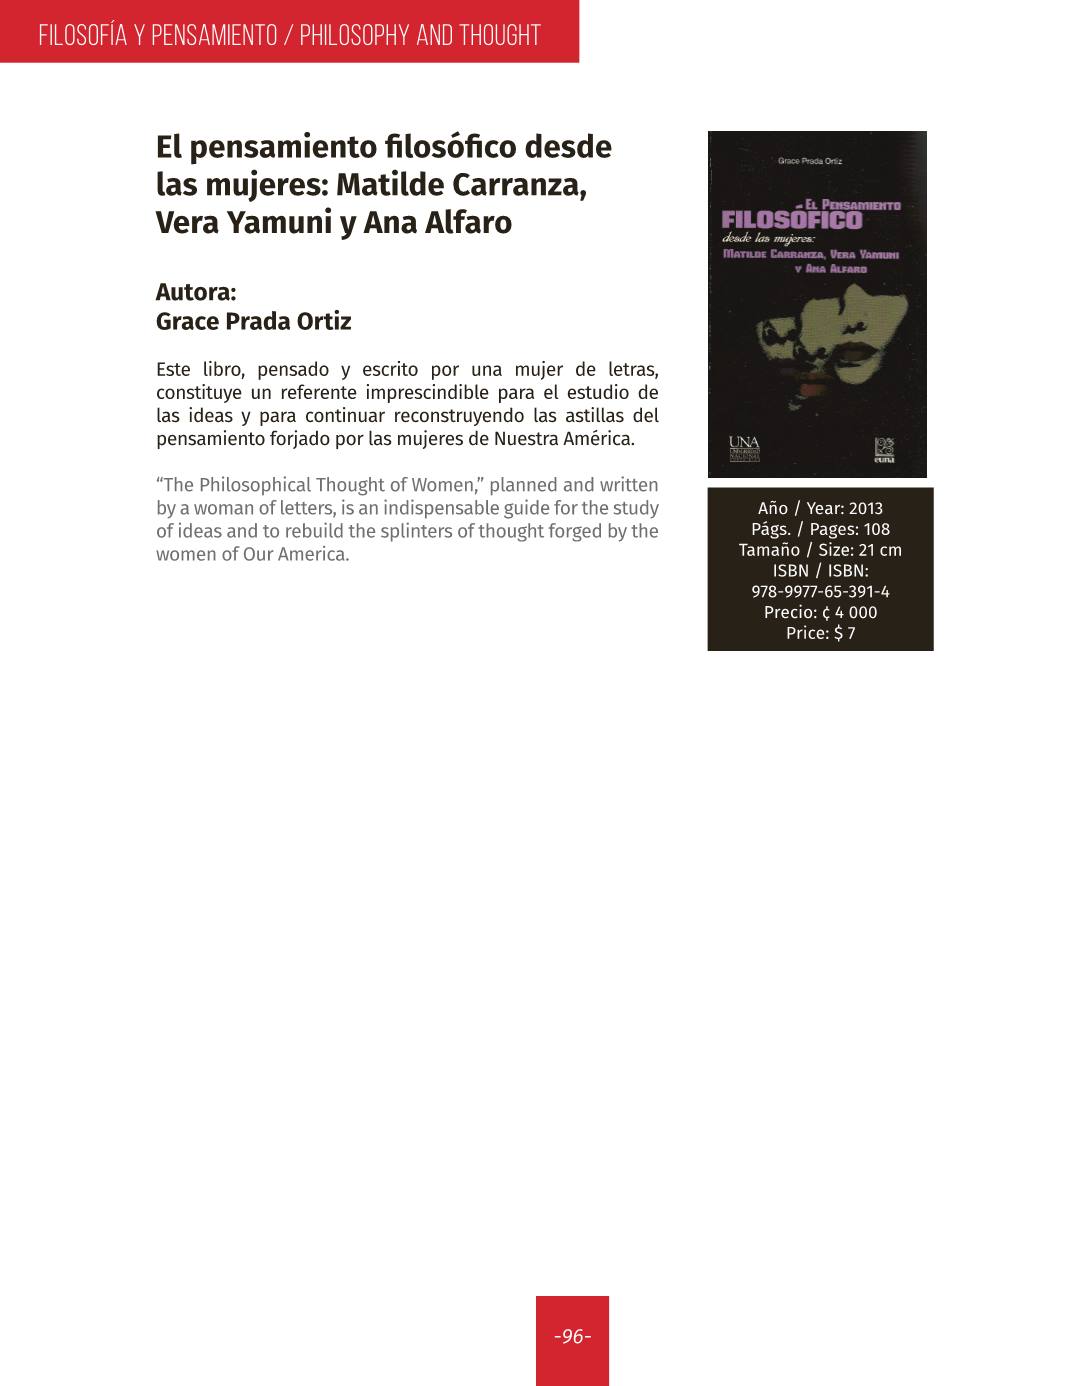 FILOSOFÍA Y PENSAMIENTO / PHILOSOPHY AND THOUGHT
El pensamiento filosófico desde
las mujeres: Matilde Carranza,
Vera Yamuni y Ana Alfaro
Autora:
Grace Prada Ortiz
Este libro, pensado y escrito por una mujer de letras,
constituye un referente imprescindible para el estudio de
las ideas y para continuar reconstruyendo las astillas del
pensamiento forjado por las mujeres de Nuestra América.
“The Philosophical Thought of Women,” planned and written
by a woman of letters, is an indispensable guide for the study
of ideas and to rebuild the splinters of thought forged by the
women of Our America.
Grace Prada Ortiz
El Pensamiento
FILOSÓFICO
desde las mujeres:
Matilde Carranza, Vera Yamuni
y Ana Alfaro
UNA
UNIVERSIDAD
NACIONAL
euna
Año / Year: 2013
Págs. / Pages: 108
Tamaño / Size: 21 cm
ISBN / ISBN:
978-9977-65-391-4
Precio: ¢ 4 000
Price: $ 7
-96-